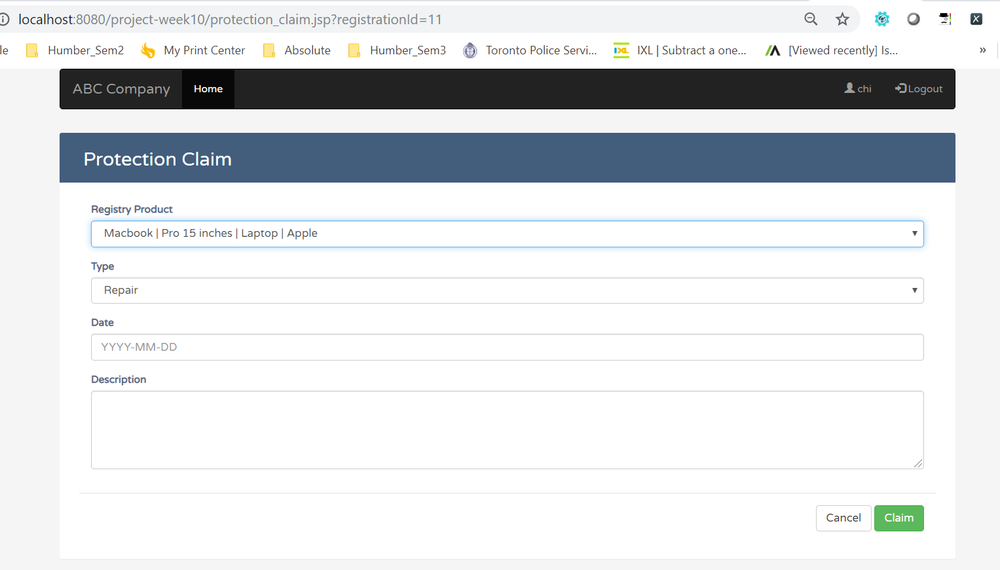 localhost:8080/project-week10/protection_claim.jsp?registrationId=11
le Humber_Sem2 My Print Center Absolute Humber_Sem3 Toronto Police Servi... IXL | Subtract a one... [Viewed recently] Is... »
ABC Company Home chi Logout
Protection Claim
Registry Product
Macbook | Pro 15 inches | Laptop | Apple
Type
Repair
Date
YYYY-MM-DD
Description
Cancel Claim